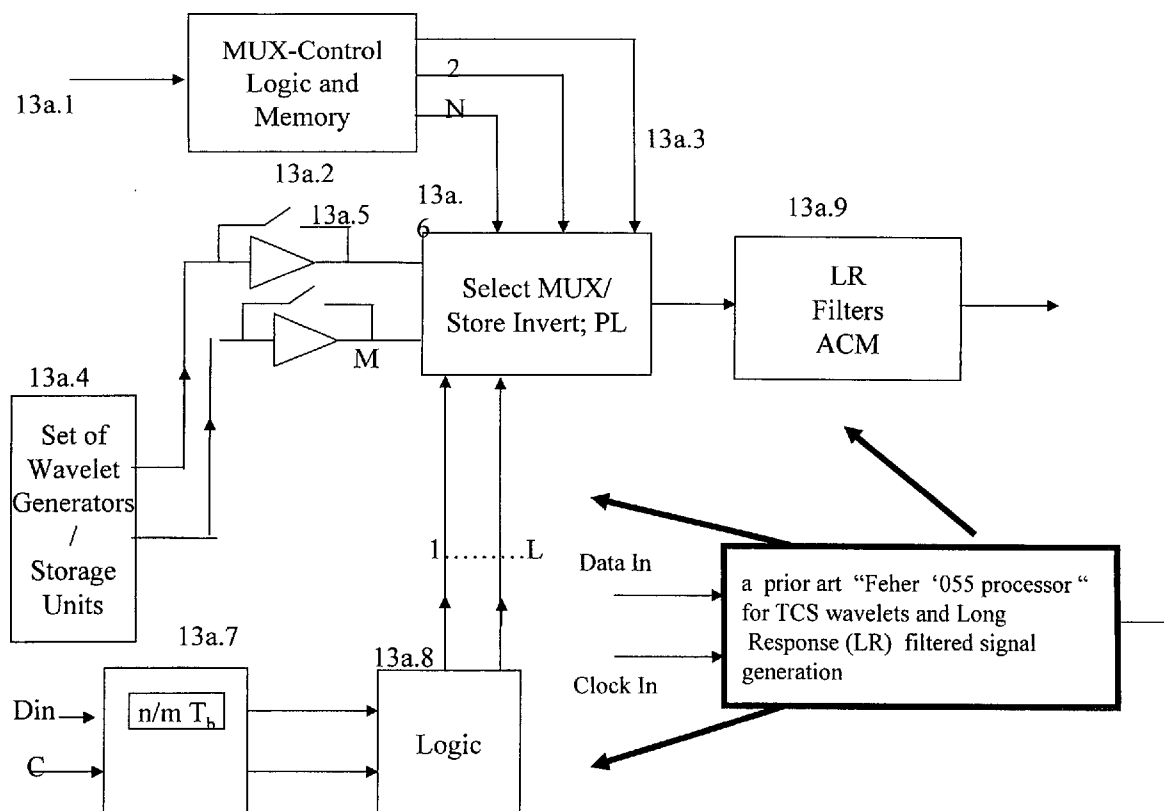 MUX-Control
Logic and
Memory
2
N
13a.1
13a.2
13a.3
13a.
6
13a.5
13a.9
Select MUX/
Store Invert; PL
LR
Filters
ACM
M
13a.4
Set of
Wavelet
Generators
/
Storage
Units
1.........L
Data In
Clock In
a prior art “Feher ‘055 processor “
for TCS wavelets and Long
Response (LR) filtered signal
generation
13a.7
13a.8
Din
C
n/m Tb
Logic